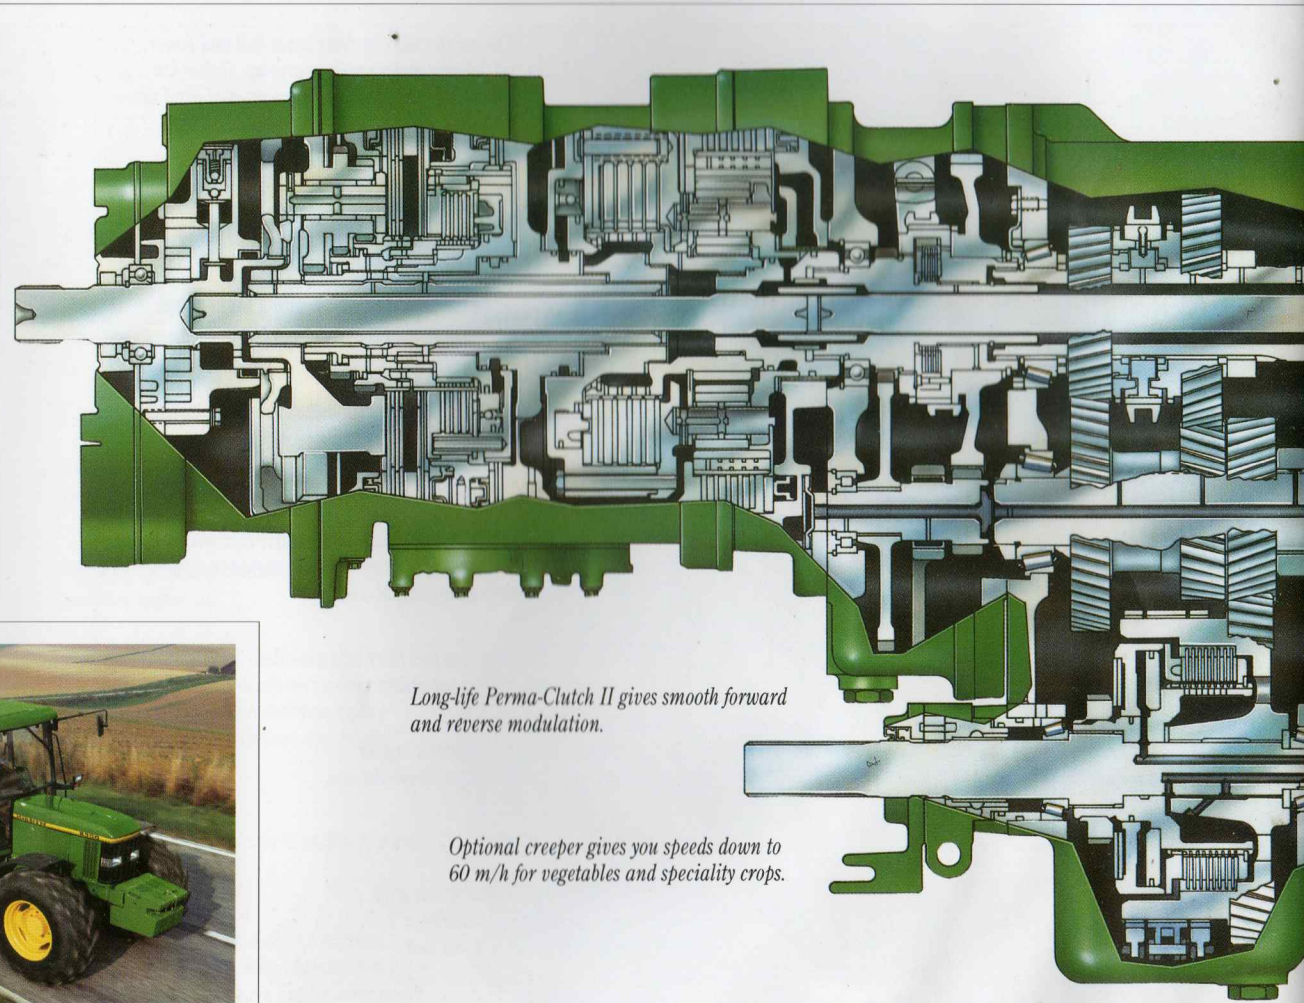 Long-life Perma-Clutch II gives smooth forward
and reverse modulation.
Optional creeper gives you speeds down to
60 m/h for vegetables and speciality crops.